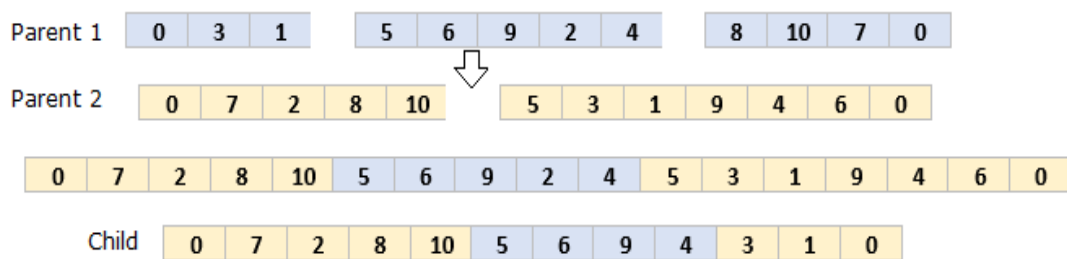 Parent 1 0 3 1 5 6 9 2 4 8 10 7 0
Parent 2 0 7 2 8 10 5 3 1 9 4 6 0
0 7 2 8 10 5 6 9 2 4 5 3 1 9 4 6 0
Child 0 7 2 8 10 5 6 9 4 3 1 0